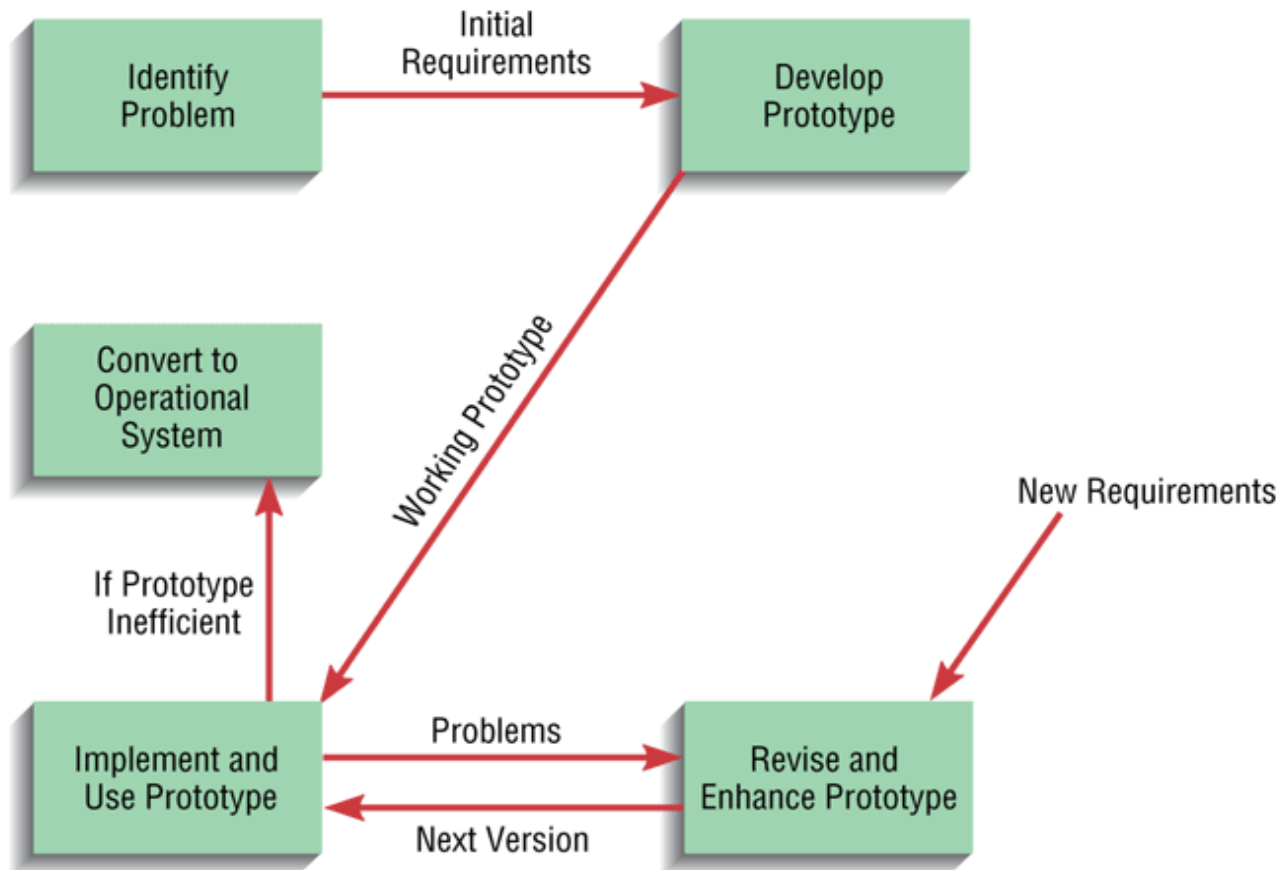 Identify
Problem
Initial
Requirements
Develop
Prototype
Working Prototype
Convert to
Operational
System
If Prototype
Inefficient
New Requirements
Implement and
Use Prototype
Problems
Next Version
Revise and
Enhance Prototype